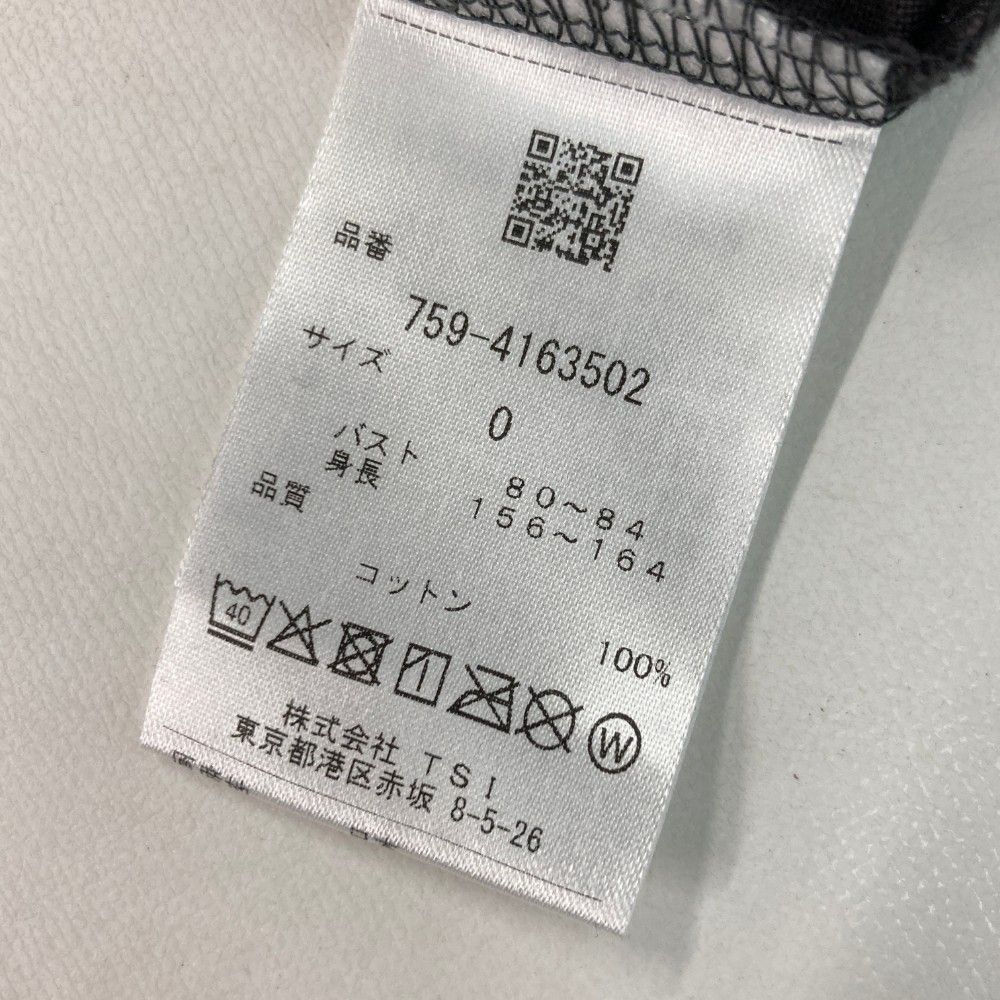 品番
759-4163502
サイズ
0
バスト 80～84
身長 156～164
品質
コットン 100%
40
W
株式会社 TSI
東京都港区赤坂 8-5-26